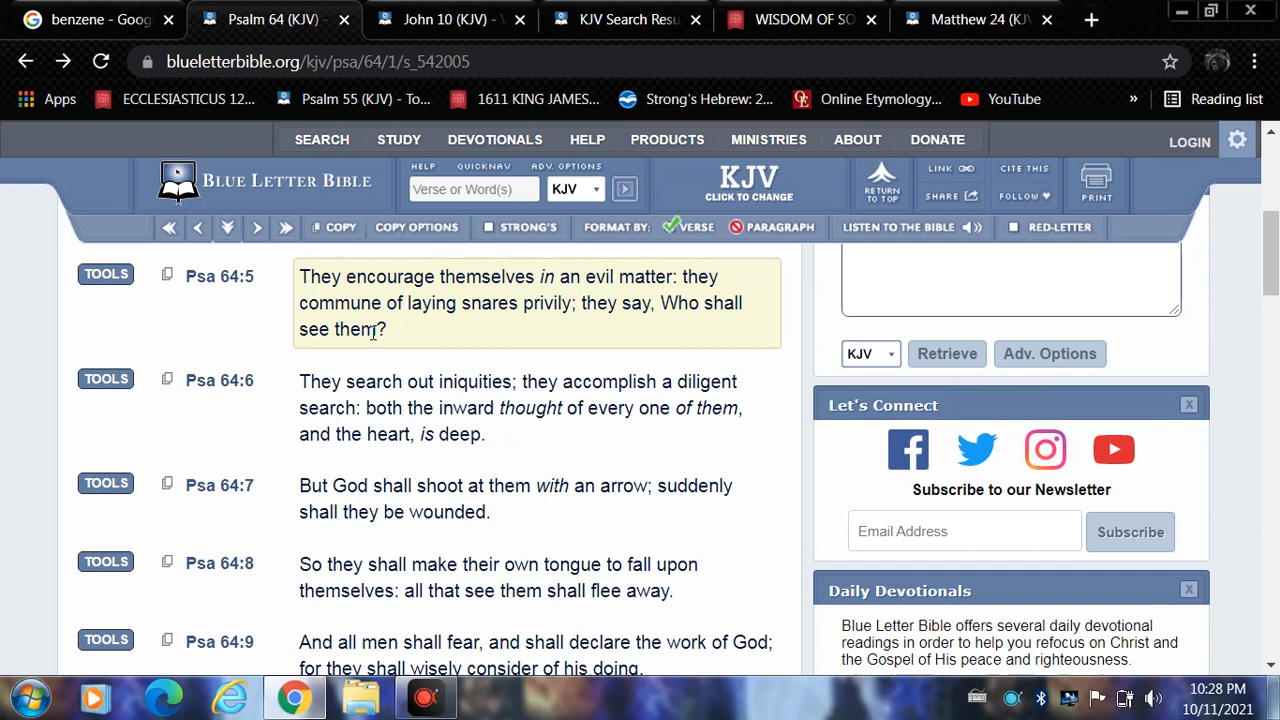 benzene - Goog
Psalm 64 (KJV) -
John 10 (KJV) -
KJV Search Resu
WISDOM OF SO
Matthew 24 (KJ
blueletterbible.org/kjv/psa/64/1/s_542005
Apps
ECCLESIASTICUS 12...
Psalm 55 (KJV) - To...
1611 KING JAMES...
Strong's Hebrew: 2...
Online Etymology...
YouTube
»
Reading list
SEARCH STUDY DEVOTIONALS HELP PRODUCTS MINISTRIES ABOUT DONATE
LOGIN
BLUE LETTER BIBLE
HELP QUICKNAV ADV. OPTIONS
Verse or Word(s)
KJV
KJV
CLICK TO CHANGE
RETURN
TO TOP
LINK
CITE THIS
SHARE
FOLLOW
PRINT
COPY COPY OPTIONS STRONG'S FORMAT BY: VERSE PARAGRAPH LISTEN TO THE BIBLE RED-LETTER
TOOLS Psa 64:5 They encourage themselves in an evil matter: they
commune of laying snares privily; they say, Who shall
see them?
TOOLS Psa 64:6 They search out iniquities; they accomplish a diligent
search: both the inward thought of every one of them,
and the heart, is deep.
TOOLS Psa 64:7 But God shall shoot at them with an arrow; suddenly
shall they be wounded.
TOOLS Psa 64:8 So they shall make their own tongue to fall upon
themselves: all that see them shall flee away.
TOOLS Psa 64:9 And all men shall fear, and shall declare the work of God;
for they shall wisely consider of his doing.
KJV
Retrieve
Adv. Options
Let's Connect
X
Subscribe to our Newsletter
Email Address
Subscribe
Daily Devotionals
X
Blue Letter Bible offers several daily devotional
readings in order to help you refocus on Christ and
the Gospel of His peace and righteousness.
10:28 PM
10/11/2021